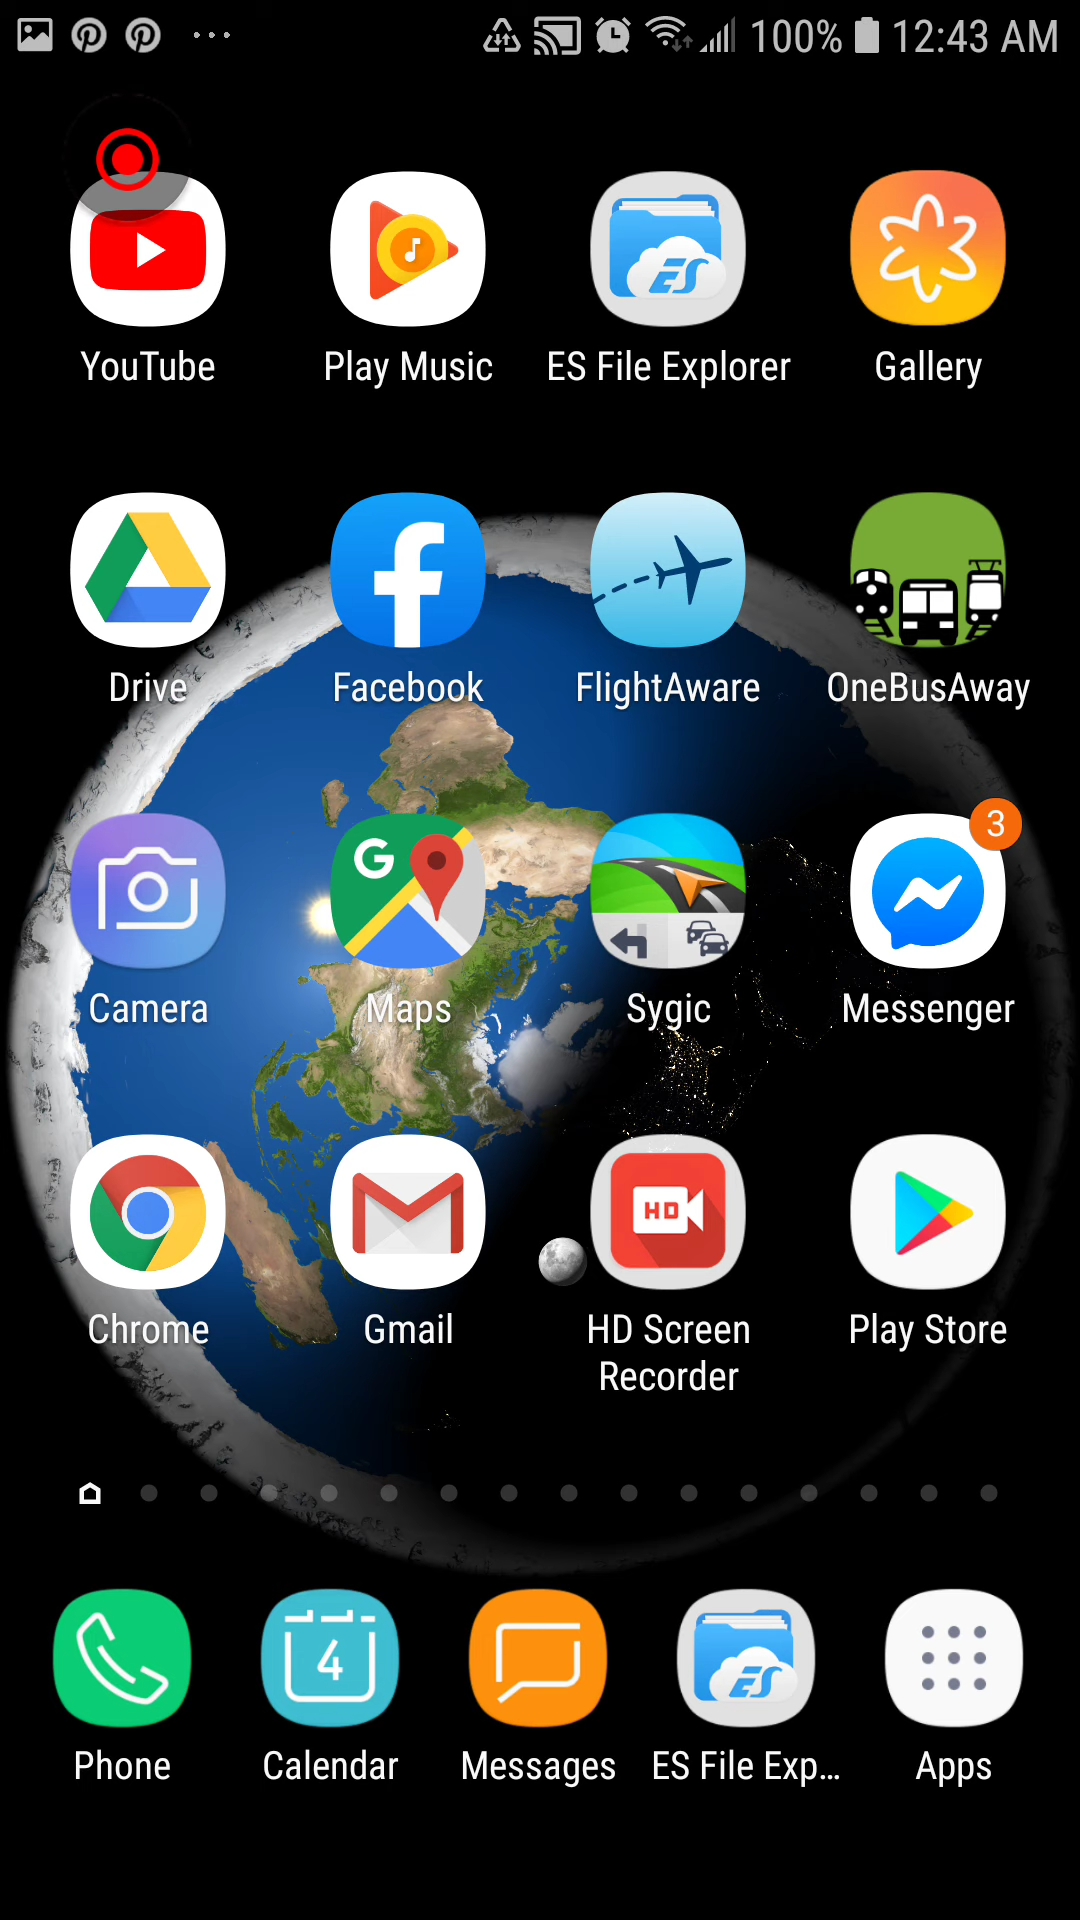 100% 12:43 AM
YouTube Play Music ES File Explorer Gallery
Drive Facebook FlightAware OneBusAway
G 3
Camera Maps Sygic Messenger
HD
Chrome Gmail HD Screen Recorder Play Store
4
Phone Calendar Messages ES File Exp... Apps